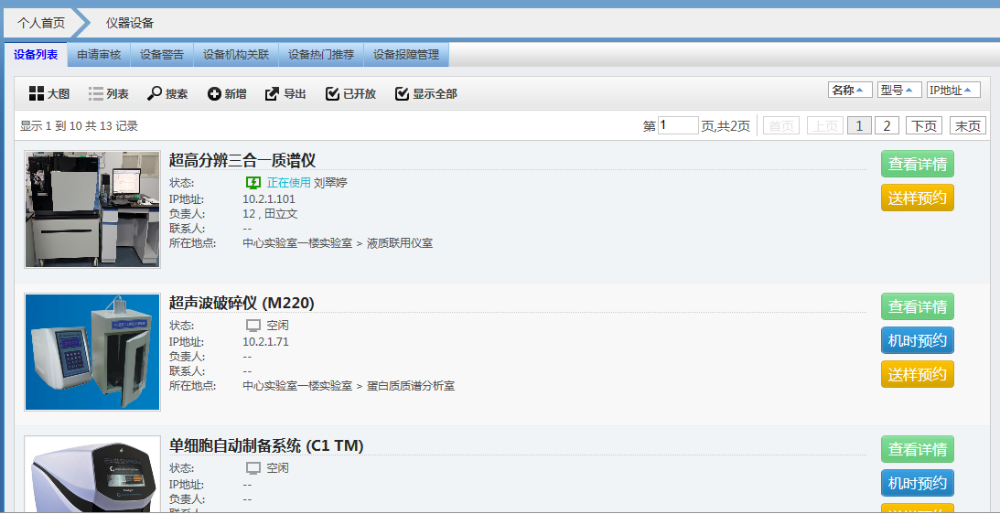 个人首页 仪器设备
设备列表 申请审核 设备警告 设备机构关联 设备热门推荐 设备报障管理
大图 列表 搜索 新增 导出 已开放 显示全部 名称 型号 IP地址
显示 1 到 10 共 13 记录 第 1 页,共2页 首页 上页 1 2 下页 末页
超高分辨三合一质谱仪 查看详情
状态: 正在使用 刘翠婷
送样预约
IP地址: 10.2.1.101
负责人: 12 , 田立文
联系人: --
所在地点: 中心实验室一楼实验室 > 液质联用仪室
超声波破碎仪 (M220) 查看详情
状态: 空闲
IP地址: 10.2.1.71 机时预约
负责人: --
联系人: -- 送样预约
所在地点: 中心实验室一楼实验室 > 蛋白质质谱分析室
单细胞自动制备系统 (C1 TM) 查看详情
状态: 空闲
IP地址: -- 机时预约
负责人: --
联系人: 送样预约